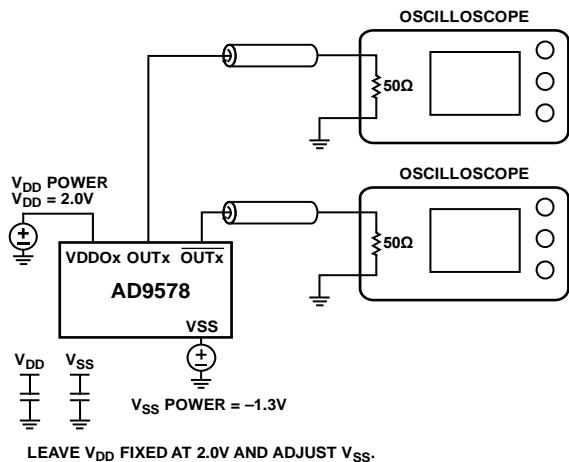 OSCILLOSCOPE
50Ω
OSCILLOSCOPE
50Ω
VDD POWER
VDD = 2.0V
VDDOx OUTx OUTx
AD9578
VSS
VDD VSS
VSS POWER = –1.3V
LEAVE VDD FIXED AT 2.0V AND ADJUST VSS.